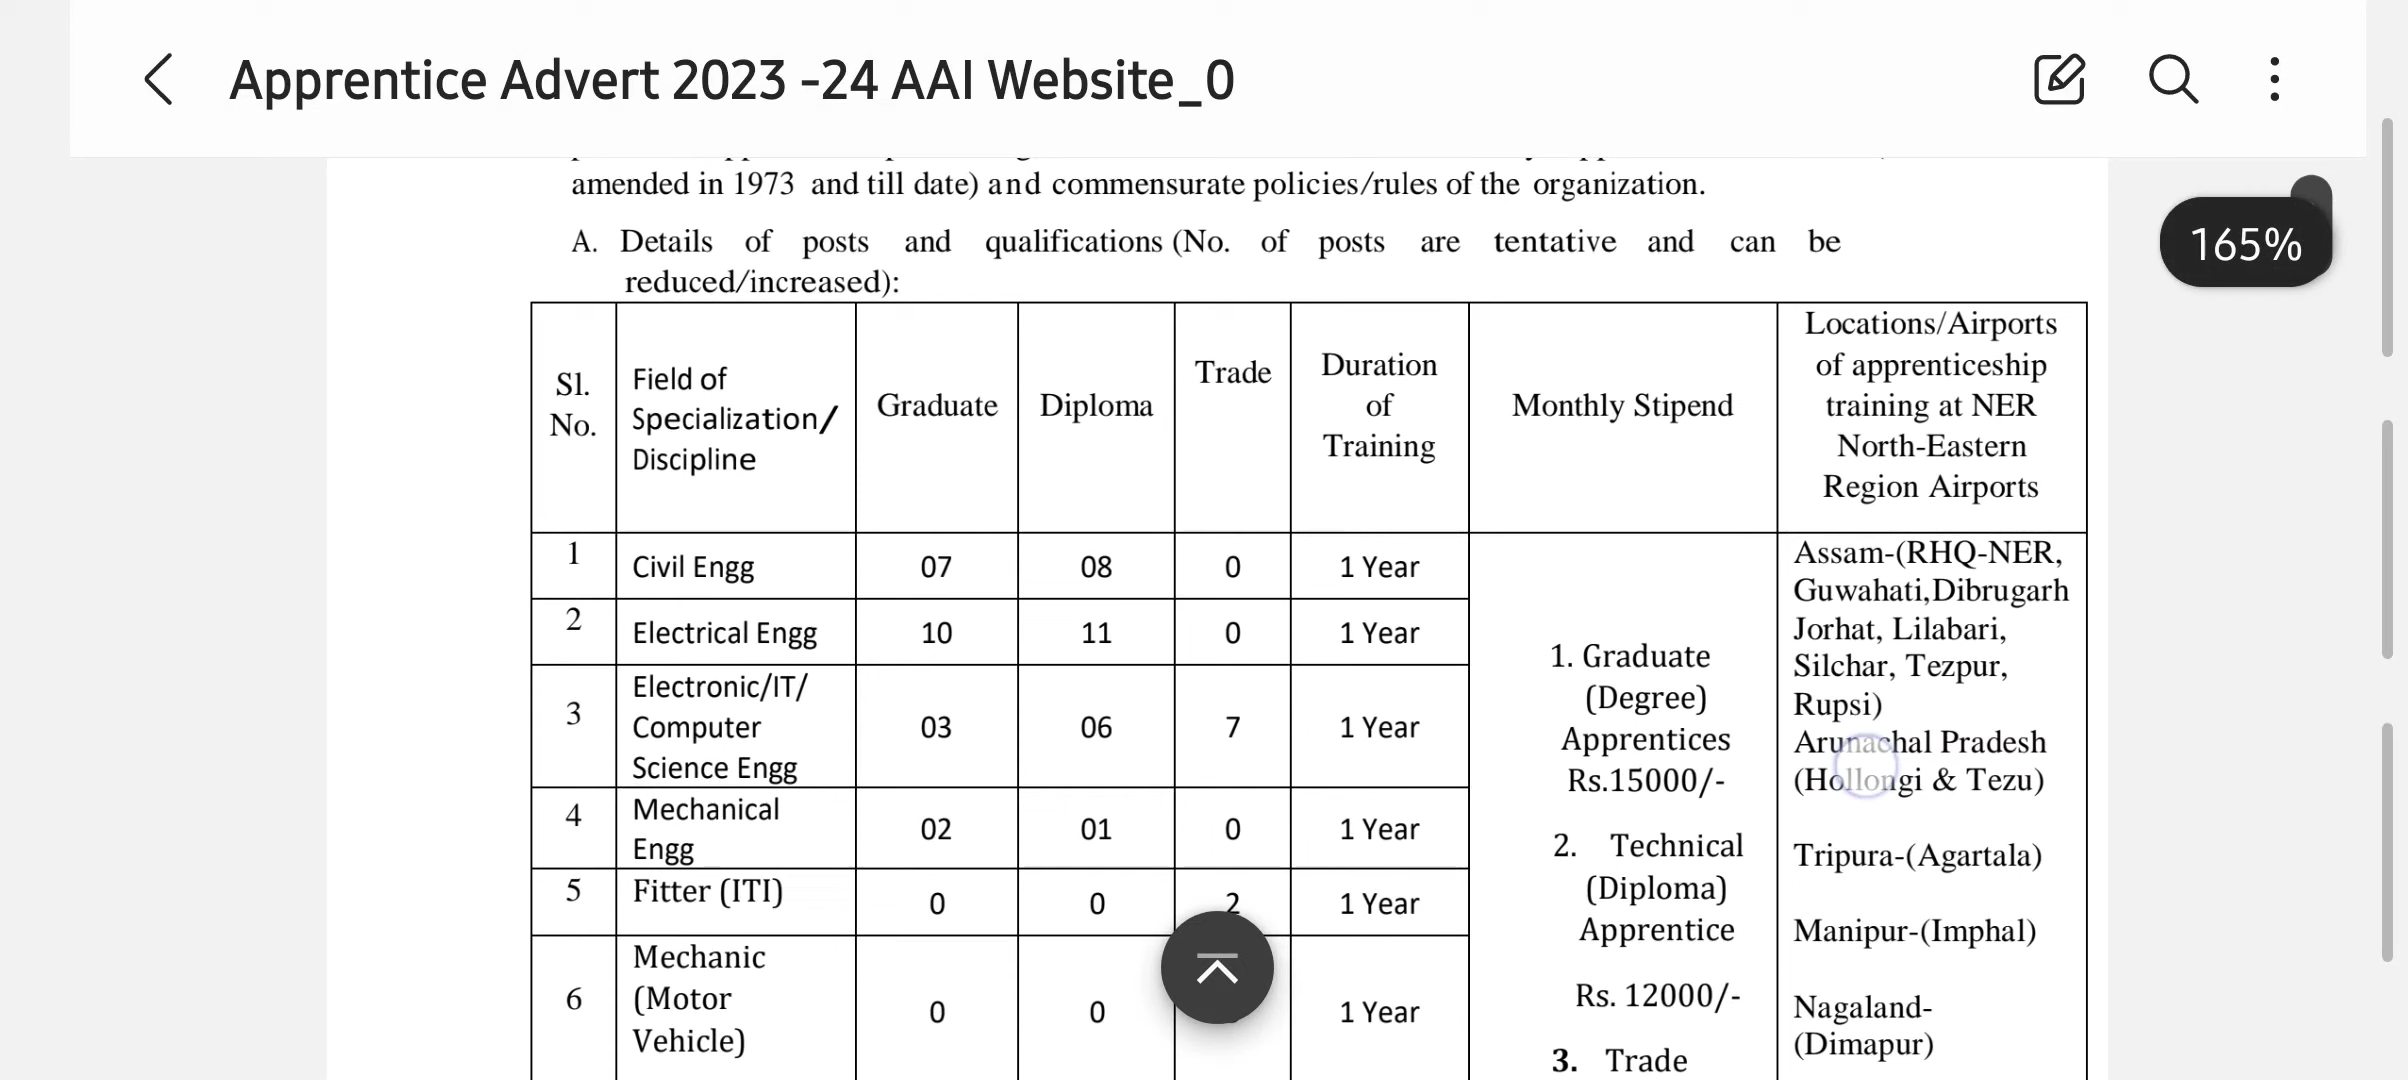 Apprentice Advert 2023 -24 AAI Website_0
165%
amended in 1973 and till date) and commensurate policies/rules of the organization.
A. Details of posts and qualifications (No. of posts are tentative and can be
reduced/increased):
Sl.
No.
Field of
Specialization/
Discipline
Graduate
Diploma
Trade
Duration
of
Training
Monthly Stipend
Locations/Airports
of apprenticeship
training at NER
North-Eastern
Region Airports
1 Civil Engg 07 08 0 1 Year
2 Electrical Engg 10 11 0 1 Year
3 Electronic/IT/
Computer
Science Engg
03 06 7 1 Year
4 Mechanical
Engg
02 01 0 1 Year
5 Fitter (ITI) 0 0 2 1 Year
6 Mechanic
(Motor
Vehicle)
0 0 1 Year
1. Graduate
(Degree)
Apprentices
Rs.15000/-
2. Technical
(Diploma)
Apprentice
Rs. 12000/-
3. Trade
Assam-(RHQ-NER,
Guwahati,Dibrugarh
Jorhat, Lilabari,
Silchar, Tezpur,
Rupsi)
Arunachal Pradesh
(Hollongi & Tezu)
Tripura-(Agartala)
Manipur-(Imphal)
Nagaland-
(Dimapur)